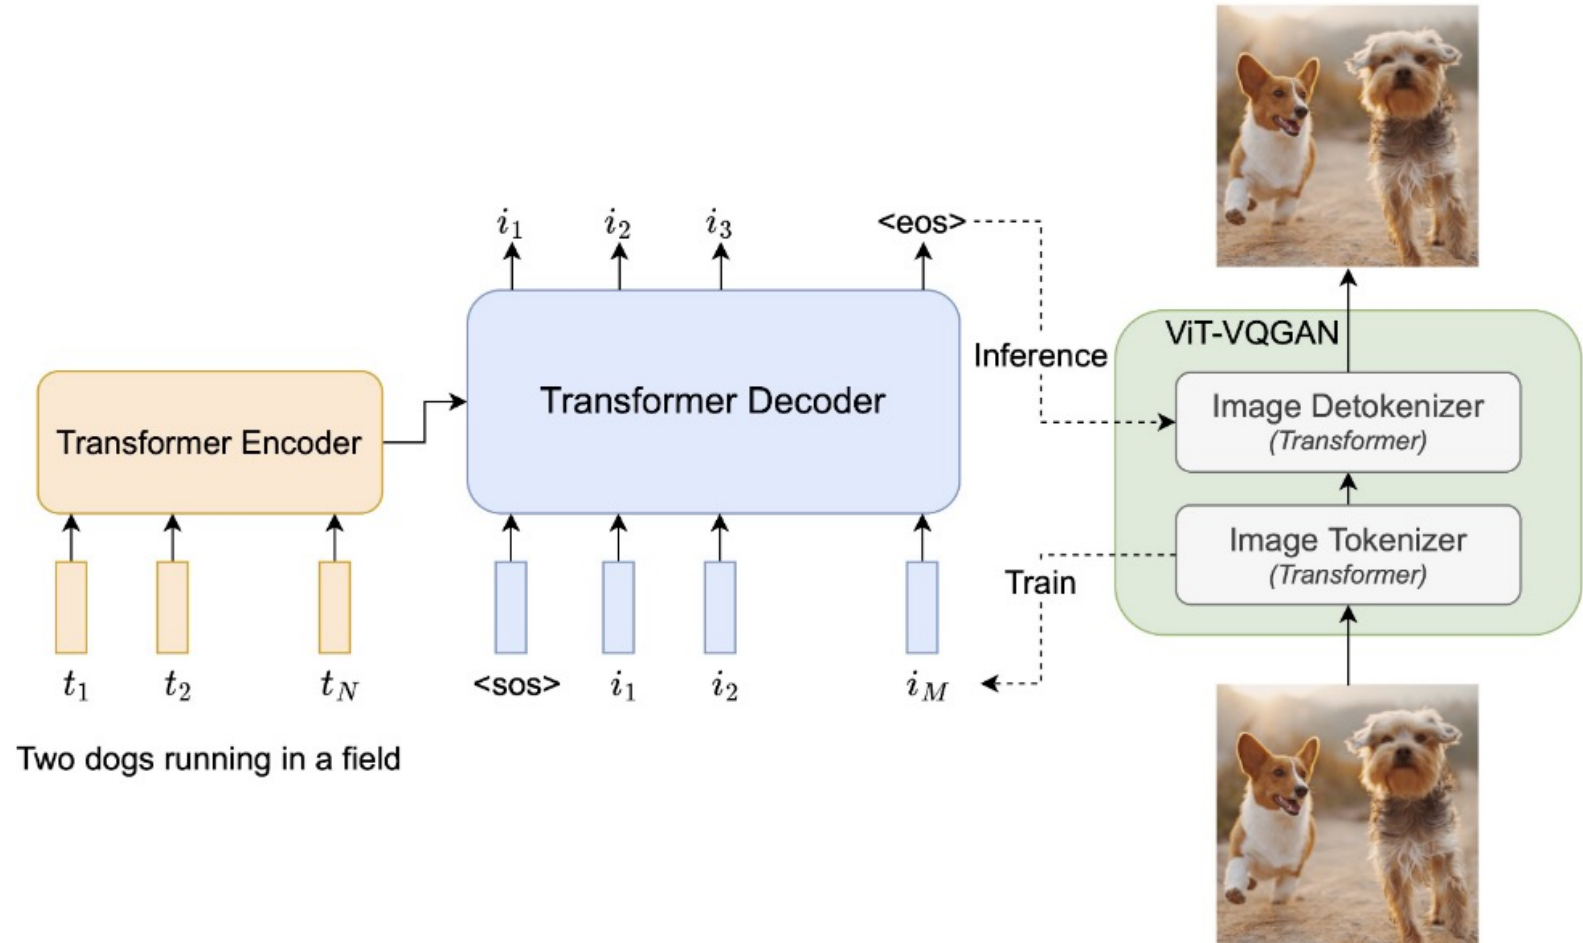 i₁ i₂ i₃ <eos>
ViT-VQGAN
Inference
Image Detokenizer
(Transformer)
Transformer Decoder
Transformer Encoder
Image Tokenizer
(Transformer)
Train
t₁ t₂ t_N <sos> i₁ i₂ i_M
Two dogs running in a field